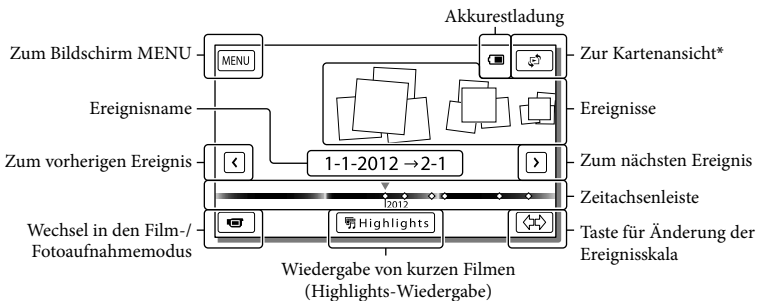 Akkurestladung
Zum Bildschirm MENU
MENU
Zur Kartenansicht*
Ereignisname
Ereignisse
Zum vorherigen Ereignis
1-1-2012 →2-1
Zum nächsten Ereignis
2012
Zeitachsenleiste
Wechsel in den Film-/
Fotoaufnahmemodus
Highlights
Taste für Änderung der
Ereignisskala
Wiedergabe von kurzen Filmen
(Highlights-Wiedergabe)